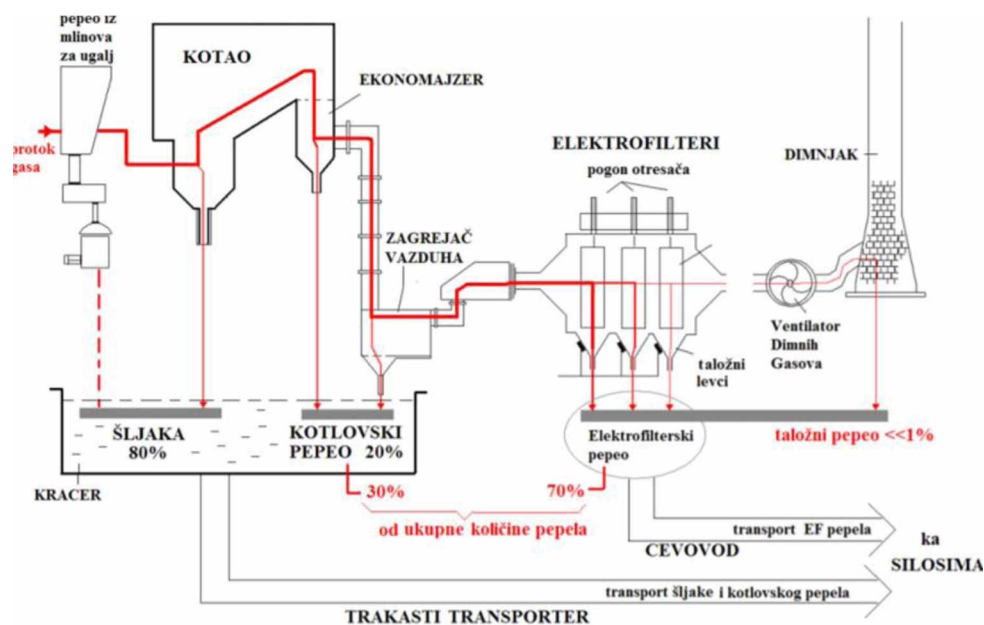 pepeo iz
mlinova
za ugalj
KOTAO
EKONOMAJZER
protok
gasa
ELEKTROFILTERI
pogon otresača
DIMNJAK
ZAGREJAČ
VAZDUHA
Ventilator
Dimnih
Gasova
taložni
levci
ŠLJAKA
80%
KOTLOVSKI
PEPEO 20%
Elektrofilterski
pepeo
taložni pepeo <<1%
KRACER
30%
70%
od ukupne količine pepela
transport EF pepela
CEVOVOD
ka
SILOSIMA
transport šljake i kotlovskog pepela
TRAKASTI TRANSPORTER